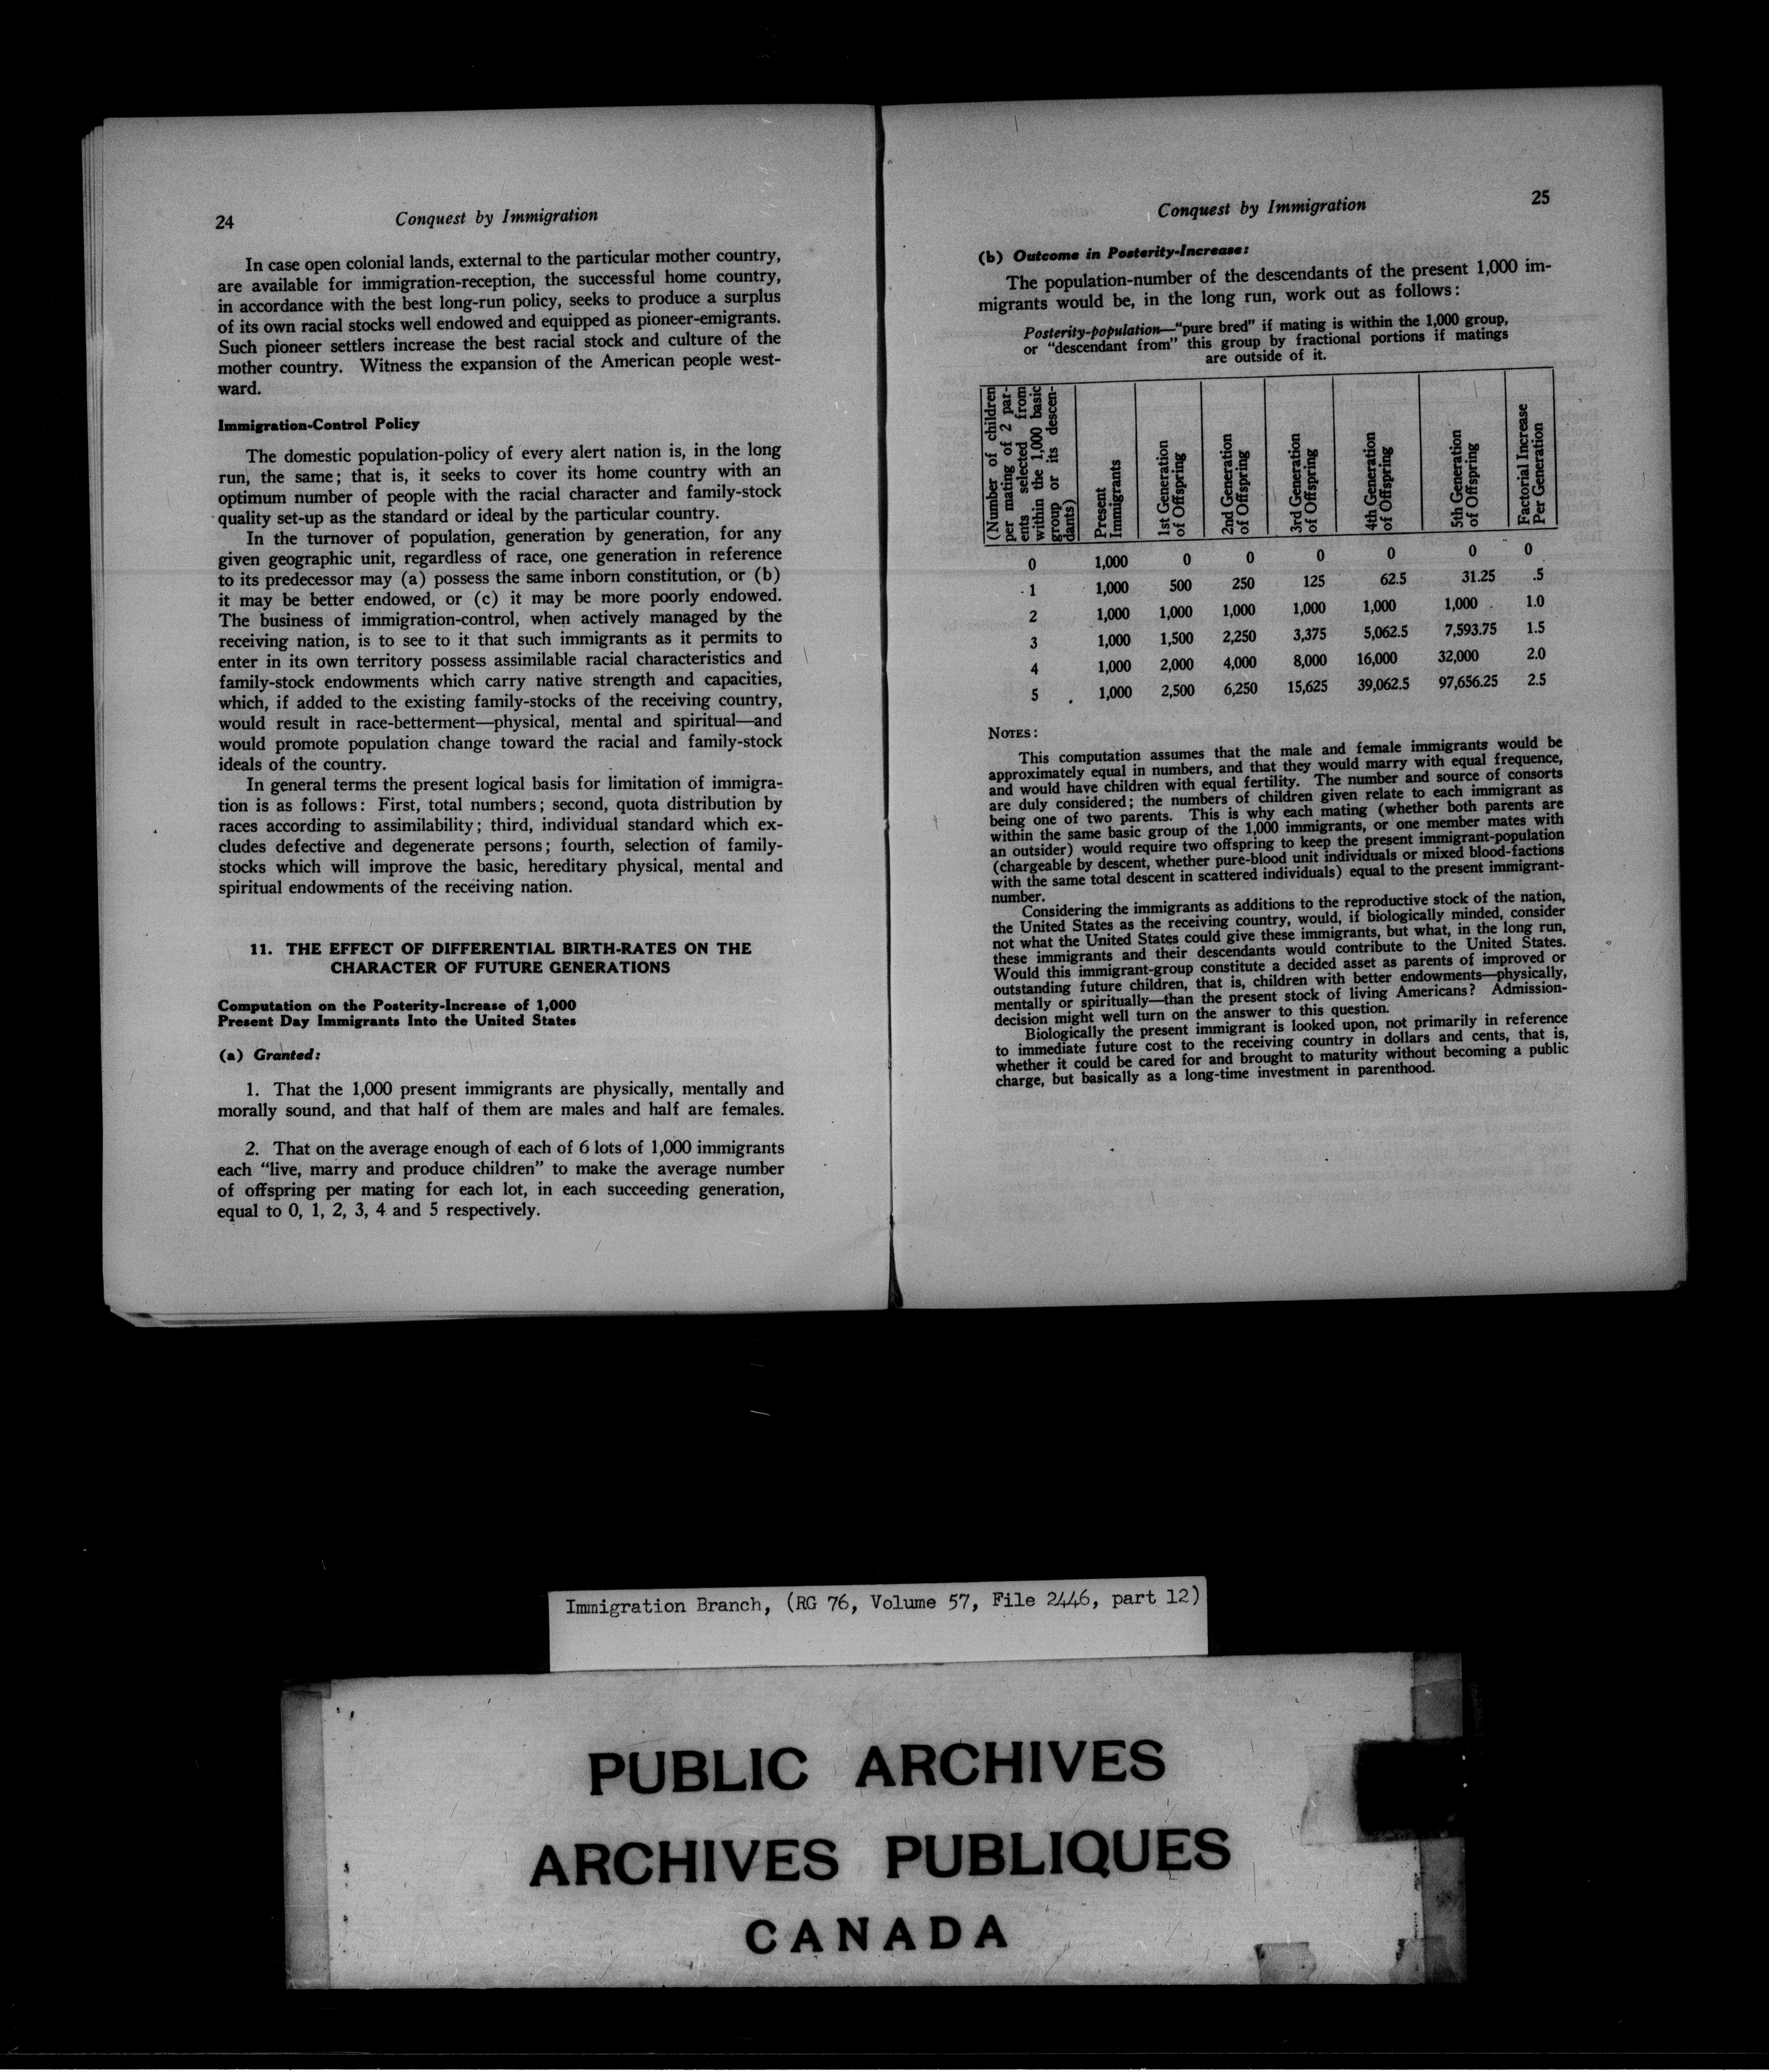 24
Conquest by Immigration
In case open colonial lands, external to the particular mother country,
are available for immigration-reception, the successful home country,
in accordance with the best long-run policy, seeks to produce a surplus
of its own racial stocks well endowed and equipped as pioneer-emigrants.
Such pioneer settlers increase the best racial stock and culture of the
mother country. Witness the expansion of the American people west-
ward.
Immigration-Control Policy
The domestic population-policy of every alert nation is, in the long
run, the same; that is, it seeks to cover its home country with an
optimum number of people with the racial character and family-stock
quality set-up as the standard or ideal by the particular country.
In the turnover of population, generation by generation, for any
given geographic unit, regardless of race, one generation in reference
to its predecessor may (a) possess the same inborn constitution, or (b)
it may be better endowed, or (c) it may be more poorly endowed.
The business of immigration-control, when actively managed by the
receiving nation, is to see to it that such immigrants as it permits to
enter in its own territory possess assimilable racial characteristics and
family-stock endowments which carry native strength and capacities,
which, if added to the existing family-stocks of the receiving country,
would result in race-betterment—physical, mental and spiritual—and
would promote population change toward the racial and family-stock
ideals of the country.
In general terms the present logical basis for limitation of immigra-
tion is as follows: First, total numbers; second, quota distribution by
races according to assimilability; third, individual standard which ex-
cludes defective and degenerate persons; fourth, selection of family-
stocks which will improve the basic, hereditary physical, mental and
spiritual endowments of the receiving nation.
11. THE EFFECT OF DIFFERENTIAL BIRTH-RATES ON THE
CHARACTER OF FUTURE GENERATIONS
Computation on the Posterity-Increase of 1,000
Present Day Immigrants Into the United States
(a) Granted:
1. That the 1,000 present immigrants are physically, mentally and
morally sound, and that half of them are males and half are females.
2. That on the average enough of each of 6 lots of 1,000 immigrants
each "live, marry and produce children" to make the average number
of offspring per mating for each lot, in each succeeding generation,
equal to 0, 1, 2, 3, 4 and 5 respectively.
Conquest by Immigration
25
(b) Outcome in Posterity-Increase:
The population-number of the descendants of the present 1,000 im-
migrants would be, in the long run, work out as follows:
Posterity-population—"pure bred" if mating is within the 1,000 group,
or "descendant from" this group by fractional portions if matings
are outside of it.
(Number of children
per mating of 2 par-
ents selected from
within the 1,000 basic
group or its descen-
dants)
Present
Immigrants
1st Generation
of Offspring
2nd Generation
of Offspring
3rd Generation
of Offspring
4th Generation
of Offspring
5th Generation
of Offspring
Factorial Increase
Per Generation
0 1,000 0 0 0 0 0 0
1 1,000 500 250 125 62.5 31.25 .5
2 1,000 1,000 1,000 1,000 1,000 1,000 1.0
3 1,000 1,500 2,250 3,375 5,062.5 7,593.75 1.5
4 1,000 2,000 4,000 8,000 16,000 32,000 2.0
5 1,000 2,500 6,250 15,625 39,062.5 97,656.25 2.5
NOTES:
This computation assumes that the male and female immigrants would be
approximately equal in numbers, and that they would marry with equal frequence,
and would have children with equal fertility. The number and source of consorts
are duly considered; the numbers of children given relate to each immigrant as
being one of two parents. This is why each mating (whether both parents are
within the same basic group of the 1,000 immigrants, or one member mates with
an outsider) would require two offspring to keep the present immigrant-population
(chargeable by descent, whether pure-blood unit individuals or mixed blood-factions
with the same total descent in scattered individuals) equal to the present immigrant-
number.
Considering the immigrants as additions to the reproductive stock of the nation,
the United States as the receiving country, would, if biologically minded, consider
not what the United States could give these immigrants, but what, in the long run,
these immigrants and their descendants would contribute to the United States.
Would this immigrant-group constitute a decided asset as parents of improved or
outstanding future children, that is, children with better endowments—physically,
mentally or spiritually—than the present stock of living Americans? Admission-
decision might well turn on the answer to this question.
Biologically the present immigrant is looked upon, not primarily in reference
to immediate future cost to the receiving country in dollars and cents, that is,
whether it could be cared for and brought to maturity without becoming a public
charge, but basically as a long-time investment in parenthood.
Immigration Branch, (RG 76, Volume 57, File 2446, part 12)
PUBLIC ARCHIVES
ARCHIVES PUBLIQUES
CANADA